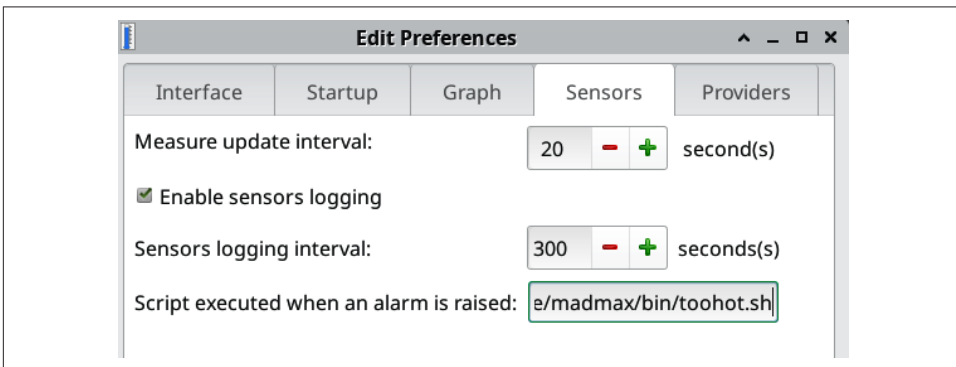 Edit Preferences
Interface Startup Graph Sensors Providers
Measure update interval: 20 second(s)
Enable sensors logging
Sensors logging interval: 300 seconds(s)
Script executed when an alarm is raised: e/madmax/bin/toohot.sh